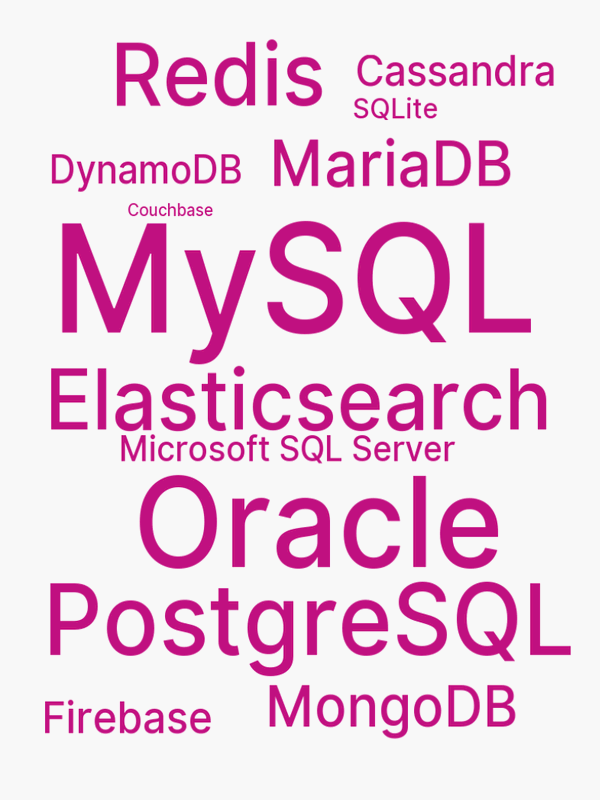 Redis
Cassandra
SQLite
DynamoDB
MariaDB
Couchbase
MySQL
Elasticsearch
Microsoft SQL Server
Oracle
PostgreSQL
Firebase
MongoDB